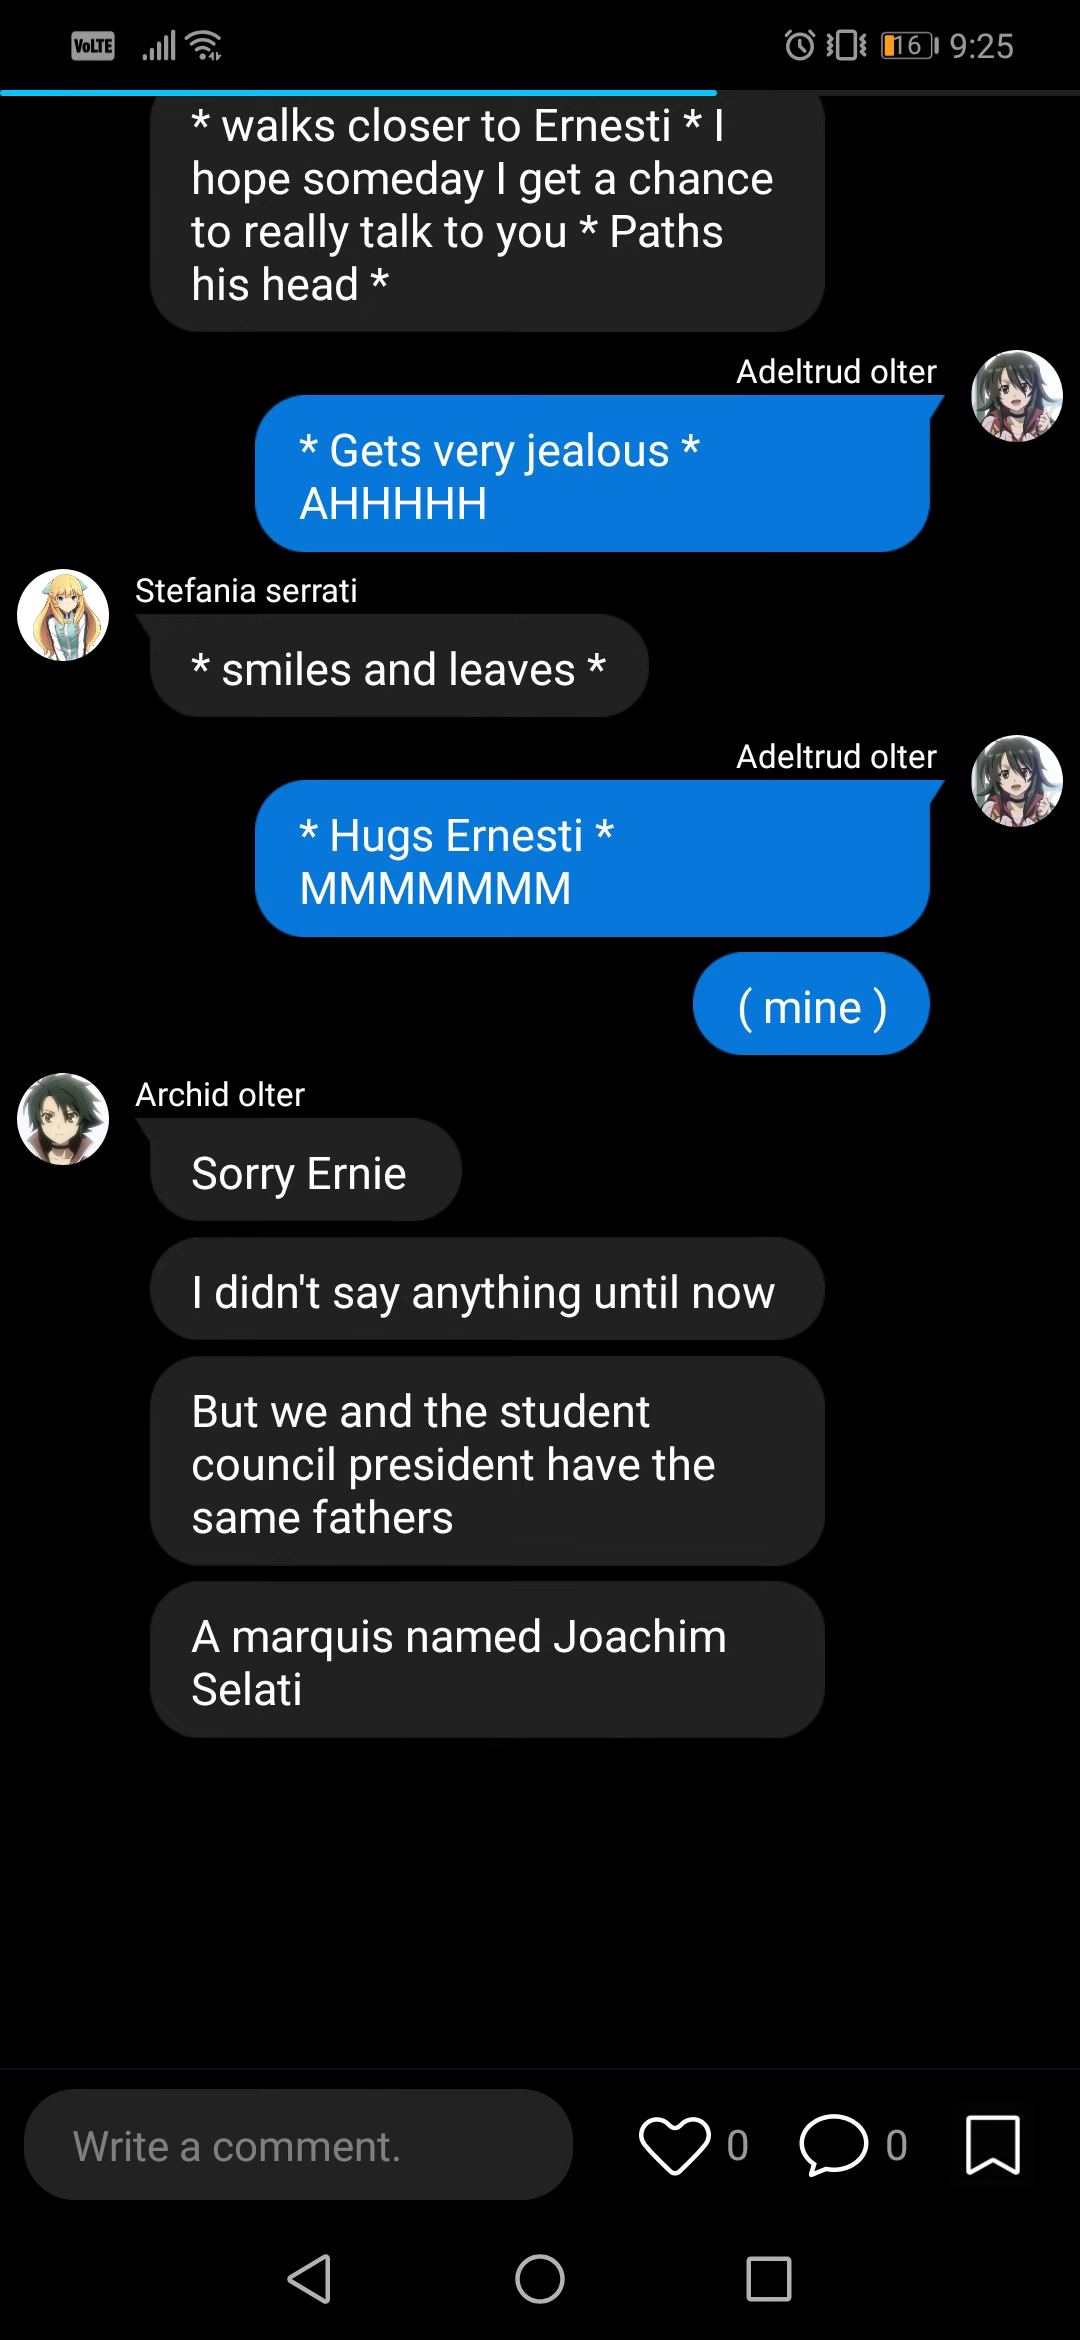 VoLTE 16 9:25
* walks closer to Ernesti * I
hope someday I get a chance
to really talk to you * Paths
his head *
Adeltrud olter
* Gets very jealous *
AHHHHH
Stefania serrati
* smiles and leaves *
Adeltrud olter
* Hugs Ernesti *
MMMMMMM
( mine )
Archid olter
Sorry Ernie
I didn't say anything until now
But we and the student
council president have the
same fathers
A marquis named Joachim
Selati
Write a comment. 0 0